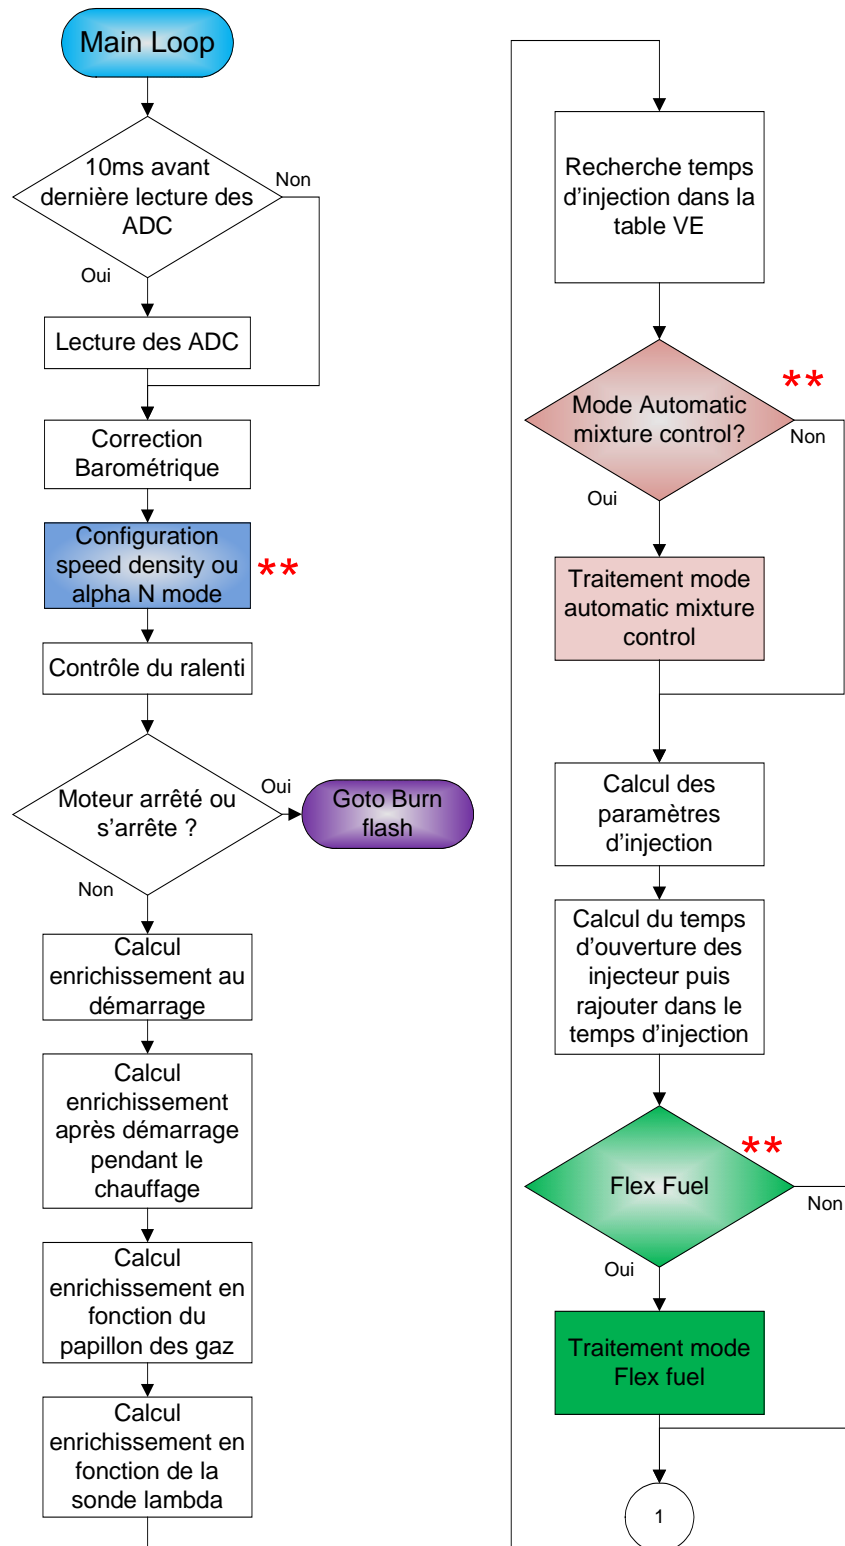 Main Loop
10ms avant
dernière lecture des
ADC
Non
Oui
Lecture des ADC
Correction
Barométrique
Configuration
speed density ou
alpha N mode
**
Contrôle du ralenti
Moteur arrêté ou
s'arrête ?
Oui
Goto Burn
flash
Non
Calcul
enrichissement au
démarrage
Calcul
enrichissement
après démarrage
pendant le
chauffage
Calcul
enrichissement en
fonction du
papillon des gaz
Calcul
enrichissement en
fonction de la
sonde lambda
Recherche temps
d'injection dans la
table VE
**
Mode Automatic
mixture control?
Non
Oui
Traitement mode
automatic mixture
control
Calcul des
paramètres
d'injection
Calcul du temps
d'ouverture des
injecteur puis
rajouter dans le
temps d'injection
**
Flex Fuel
Non
Oui
Traitement mode
Flex fuel
1